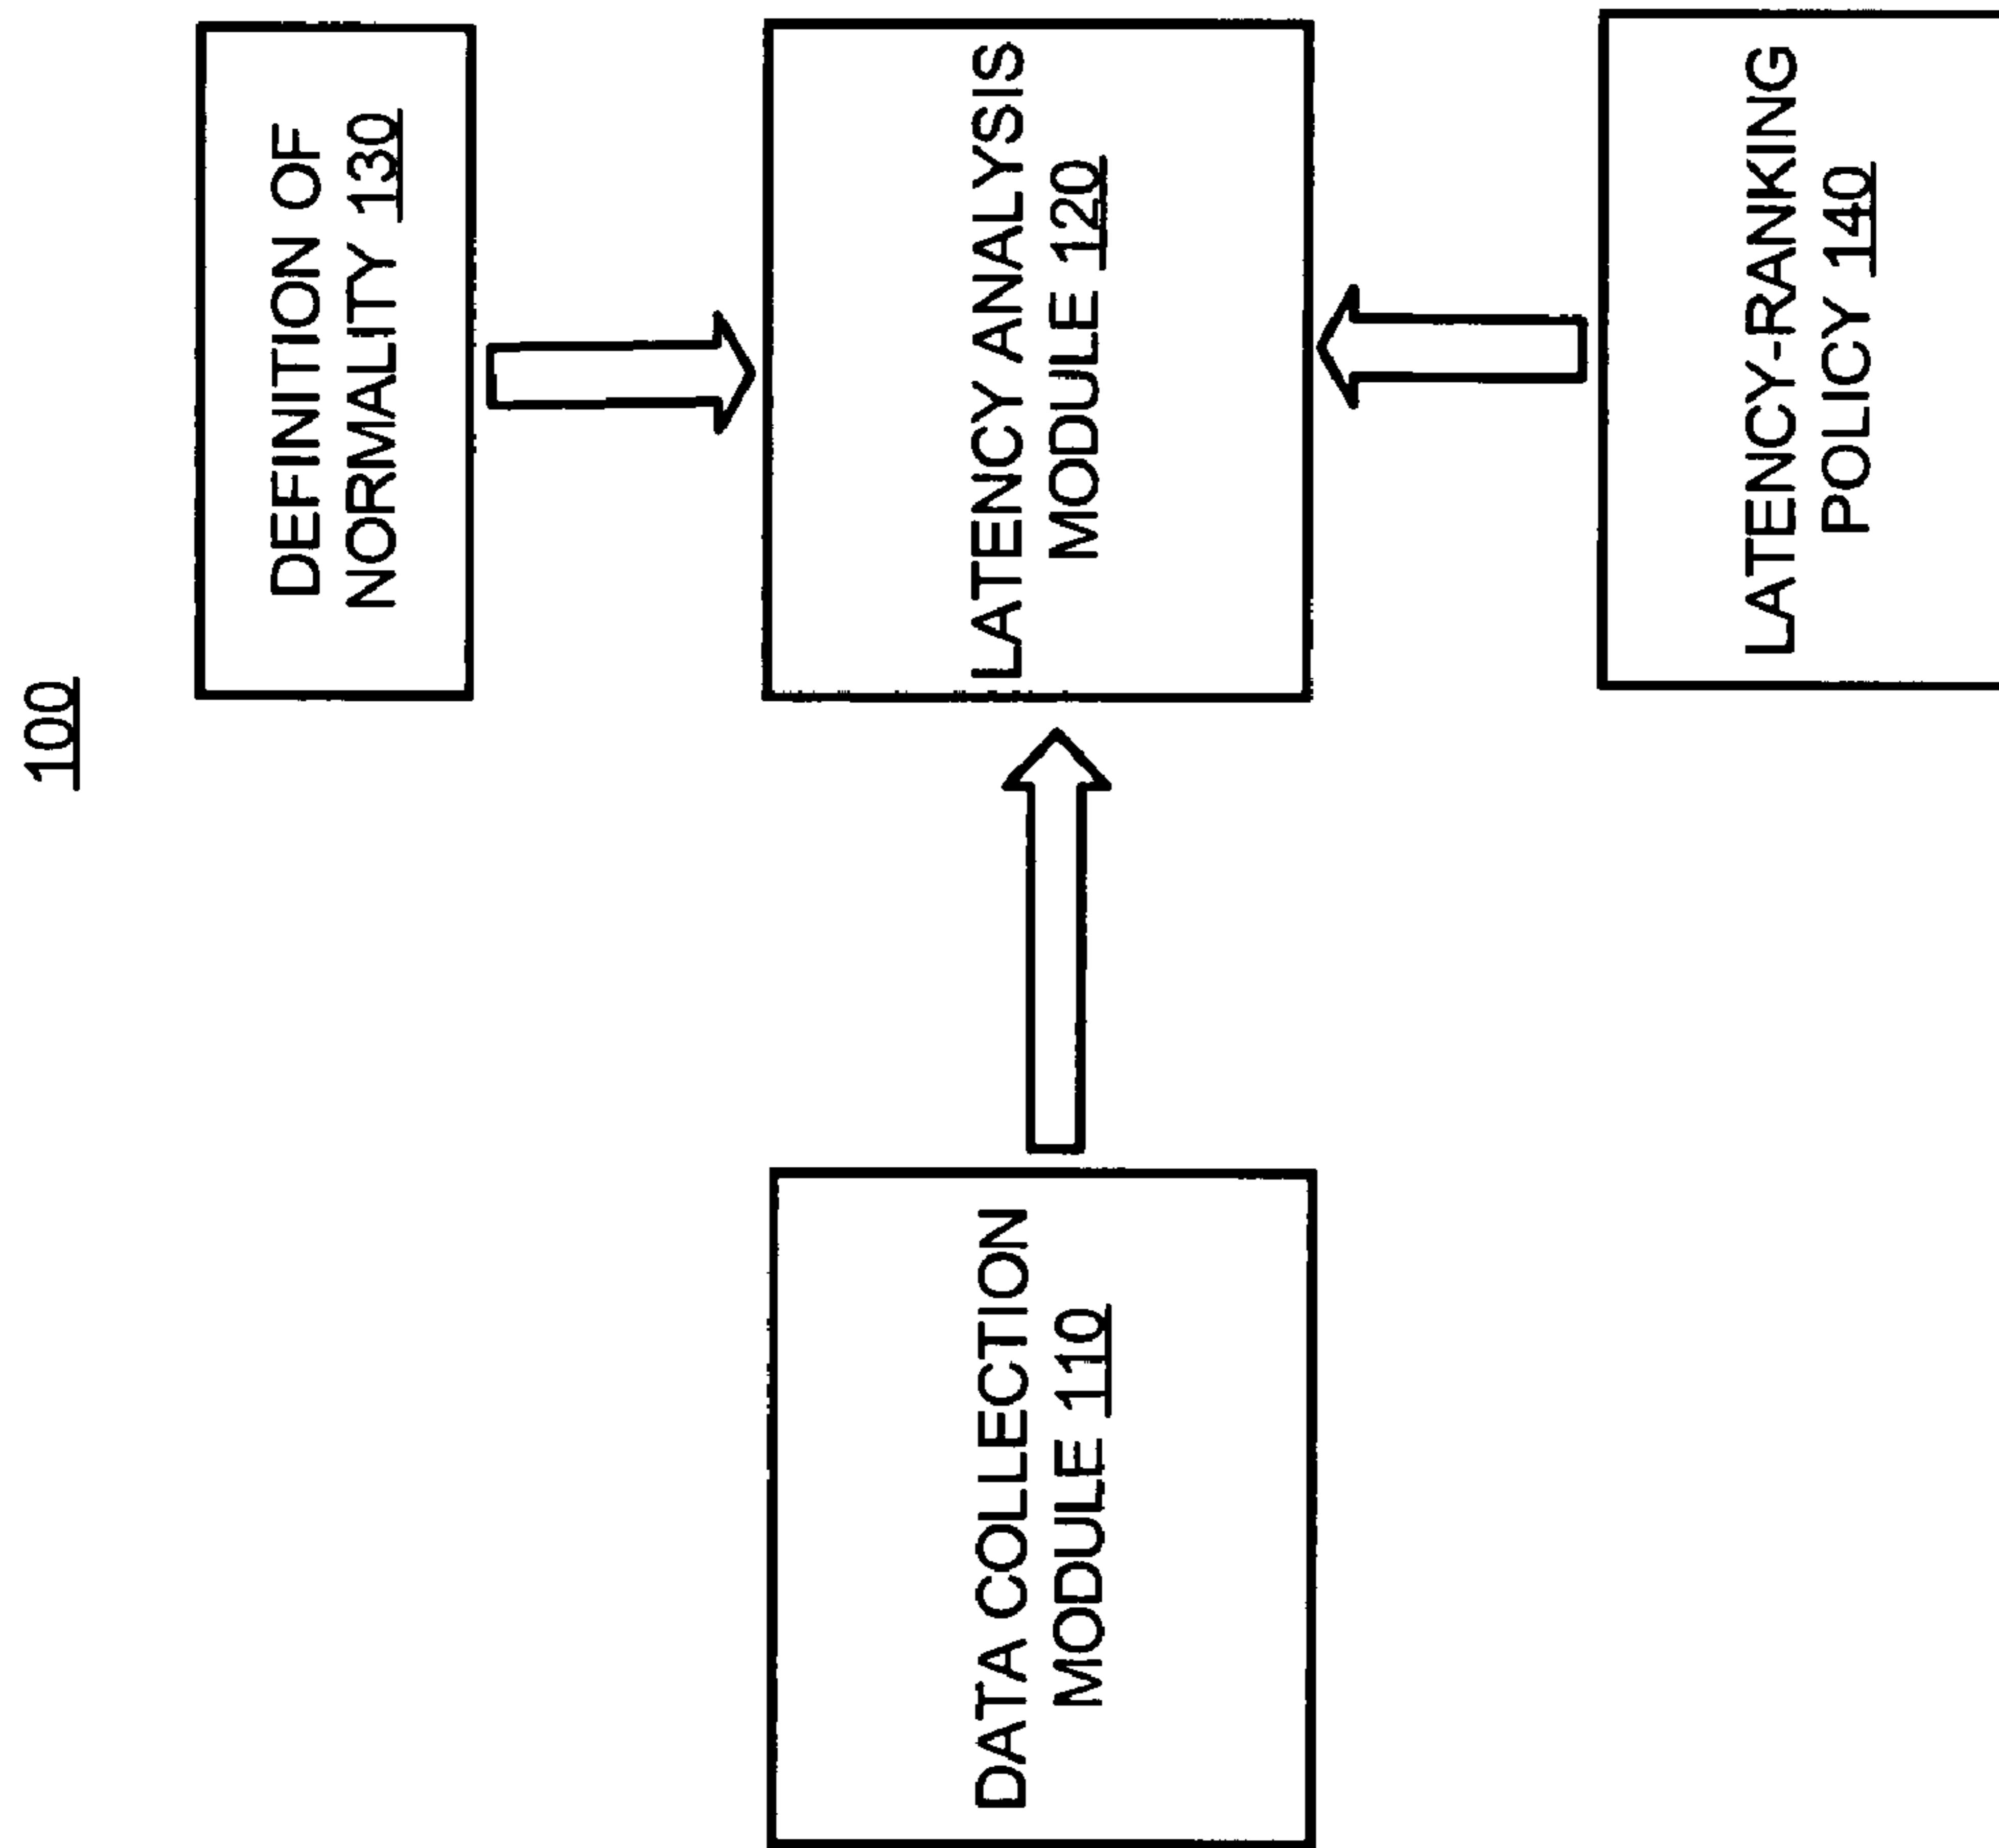 100
DEFINITION OF
NORMALITY 130
DATA COLLECTION
MODULE 110
LATENCY ANALYSIS
MODULE 120
LATENCY-RANKING
POLICY 140